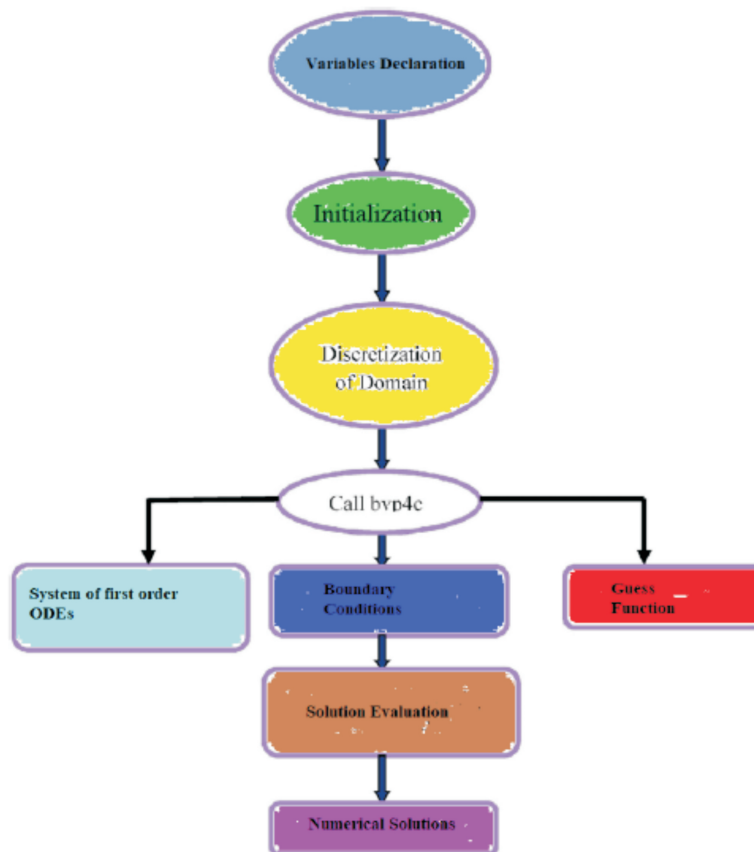 Variables Declaration
Initialization
Discretization
of Domain
Call bvp4c
System of first order
ODEs
Boundary
Conditions
Guess
Function
Solution Evaluation
Numerical Solutions